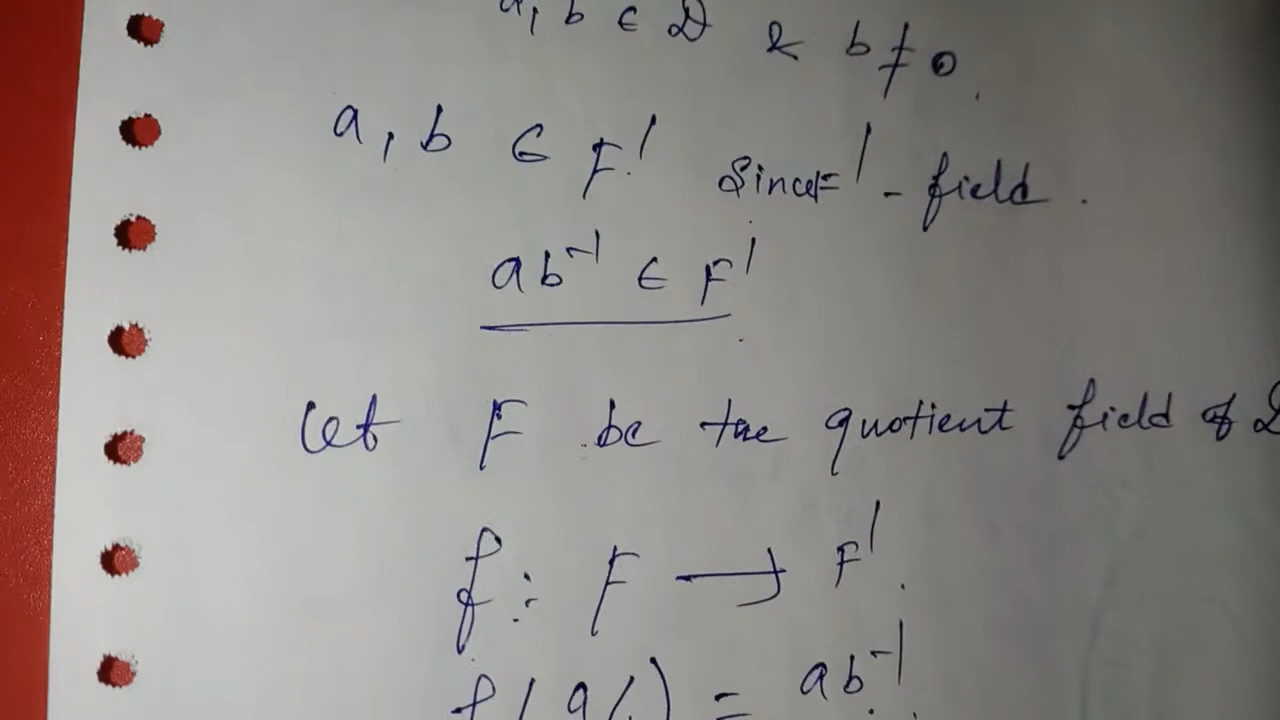 a, b ∈ D & b ≠ 0.
a, b ∈ F' Since F' - field.
ab⁻¹ ∈ F'
Let F be the quotient field of D
f : F → F'.
f(a/b) = ab⁻¹